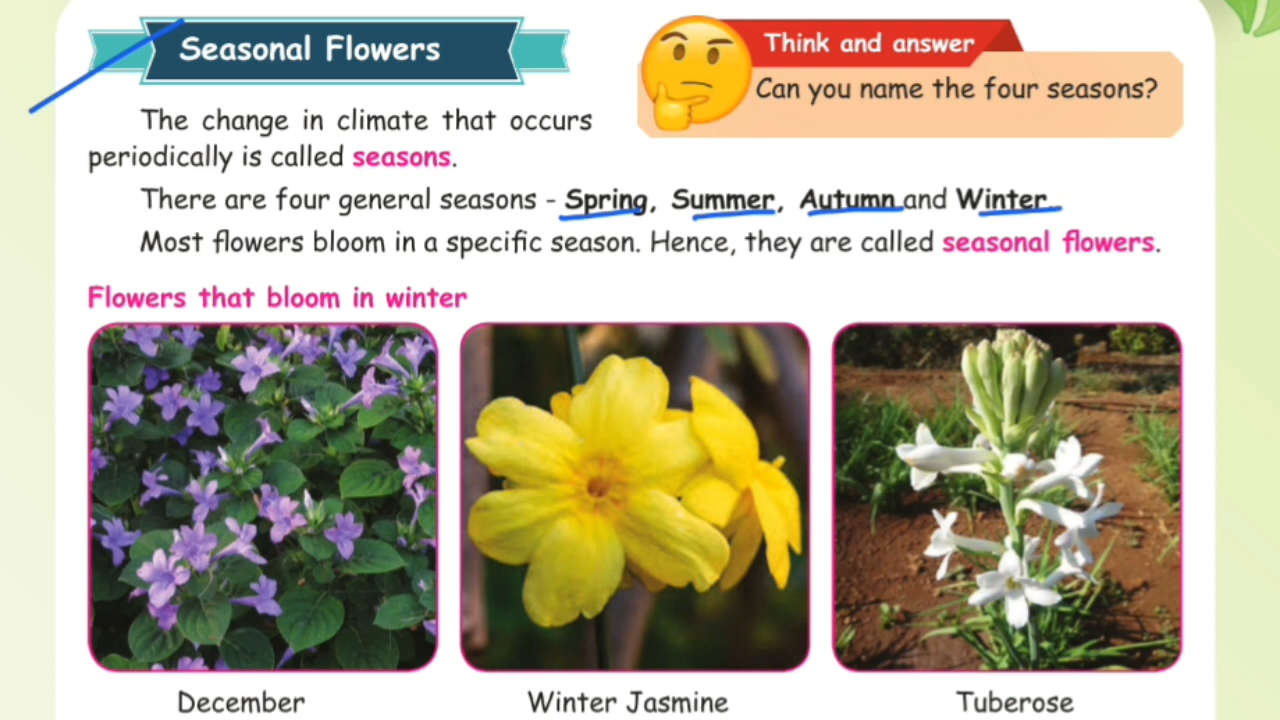 Seasonal Flowers
Think and answer
Can you name the four seasons?
The change in climate that occurs
periodically is called seasons.
There are four general seasons - Spring, Summer, Autumn and Winter.
Most flowers bloom in a specific season. Hence, they are called seasonal flowers.
Flowers that bloom in winter
December
Winter Jasmine
Tuberose